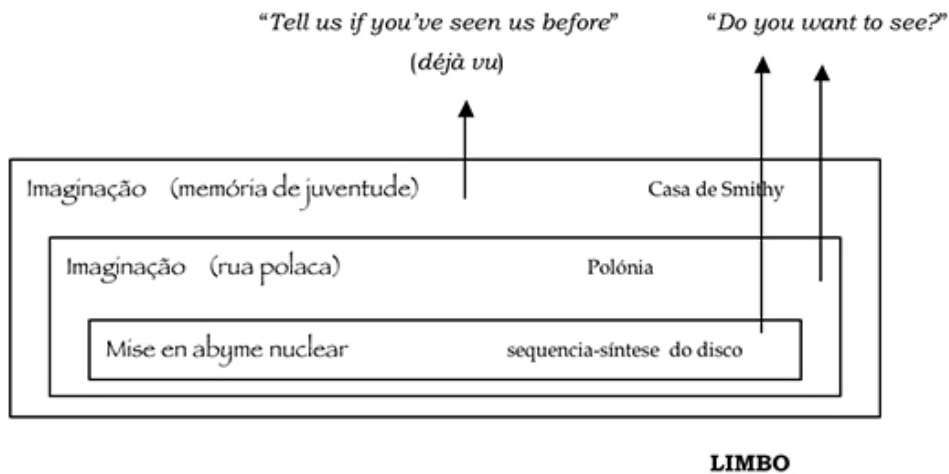 “Tell us if you’ve seen us before” “Do you want to see?”
(déjà vu)
Imaginação (memória de juventude) Casa de Smithy
Imaginação (rua polaca) Polónia
Mise en abyme nuclear sequencia-síntese do disco
LIMBO